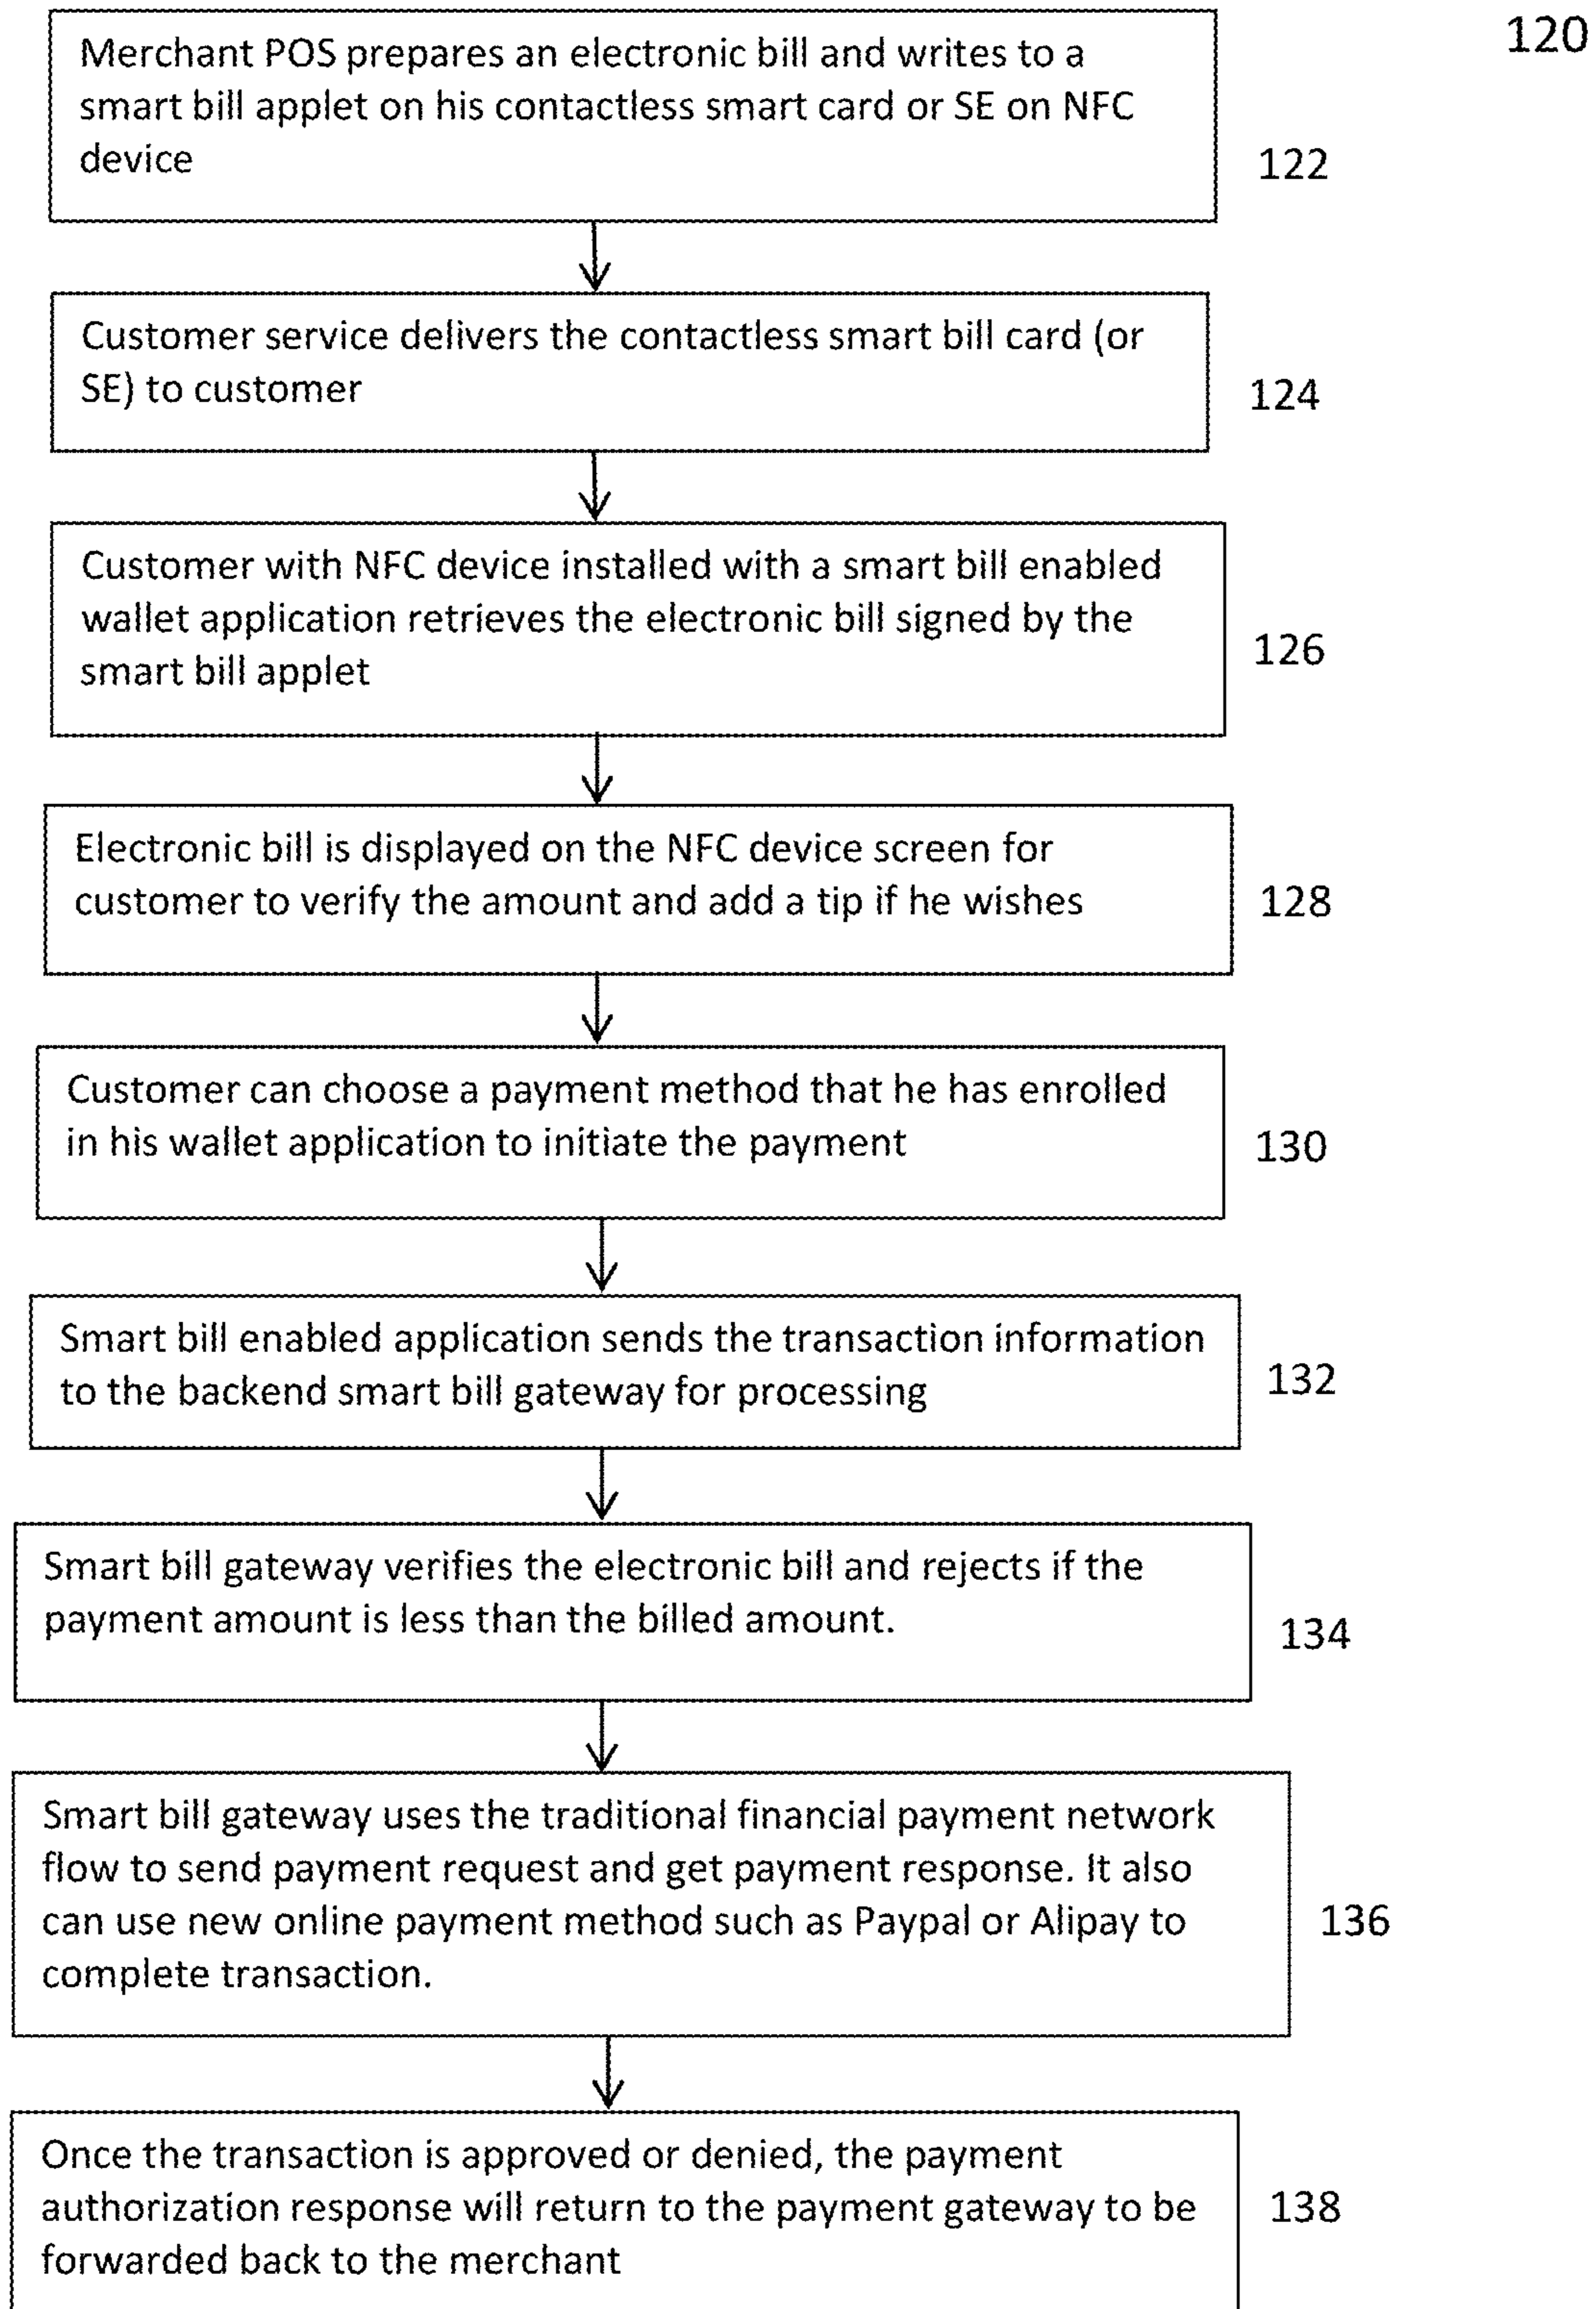 120
Merchant POS prepares an electronic bill and writes to a
smart bill applet on his contactless smart card or SE on NFC
device
122
Customer service delivers the contactless smart bill card (or
SE) to customer
124
Customer with NFC device installed with a smart bill enabled
wallet application retrieves the electronic bill signed by the
smart bill applet
126
Electronic bill is displayed on the NFC device screen for
customer to verify the amount and add a tip if he wishes
128
Customer can choose a payment method that he has enrolled
in his wallet application to initiate the payment
130
Smart bill enabled application sends the transaction information
to the backend smart bill gateway for processing
132
Smart bill gateway verifies the electronic bill and rejects if the
payment amount is less than the billed amount.
134
Smart bill gateway uses the traditional financial payment network
flow to send payment request and get payment response. It also
can use new online payment method such as Paypal or Alipay to
complete transaction.
136
Once the transaction is approved or denied, the payment
authorization response will return to the payment gateway to be
forwarded back to the merchant
138